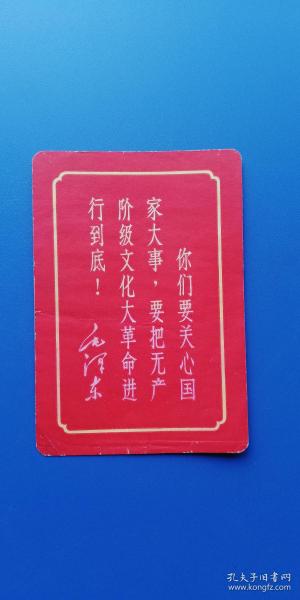 你们要关心国
家大事，要把无产
阶级文化大革命进
行到底！
毛泽东
孔夫子旧书网
www.kongfz.com